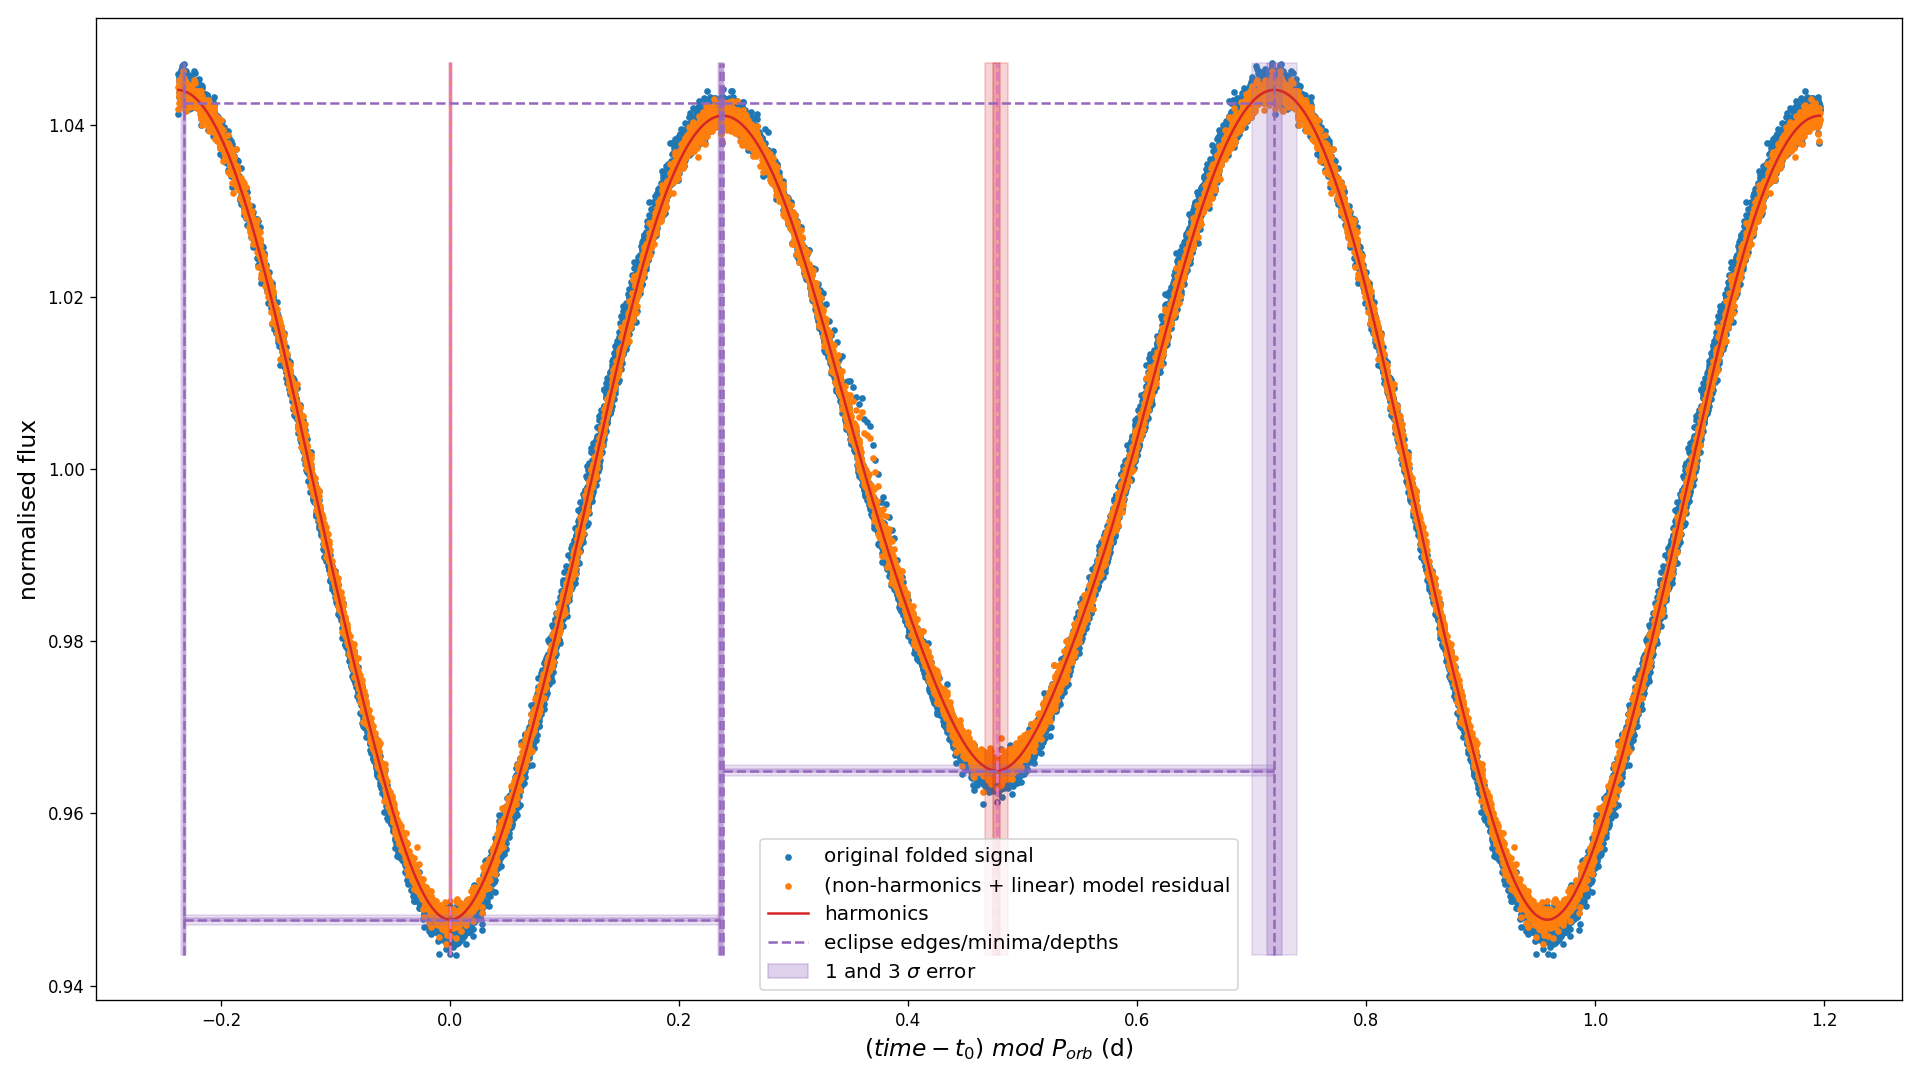 normalised flux
1.04
1.02
1.00
0.98
0.96
0.94
original folded signal
(non-harmonics + linear) model residual
harmonics
eclipse edges/minima/depths
1 and 3 σ error
−0.2 0.0 0.2 0.4 0.6 0.8 1.0 1.2
(time − t₀) mod Pₒᵣb (d)